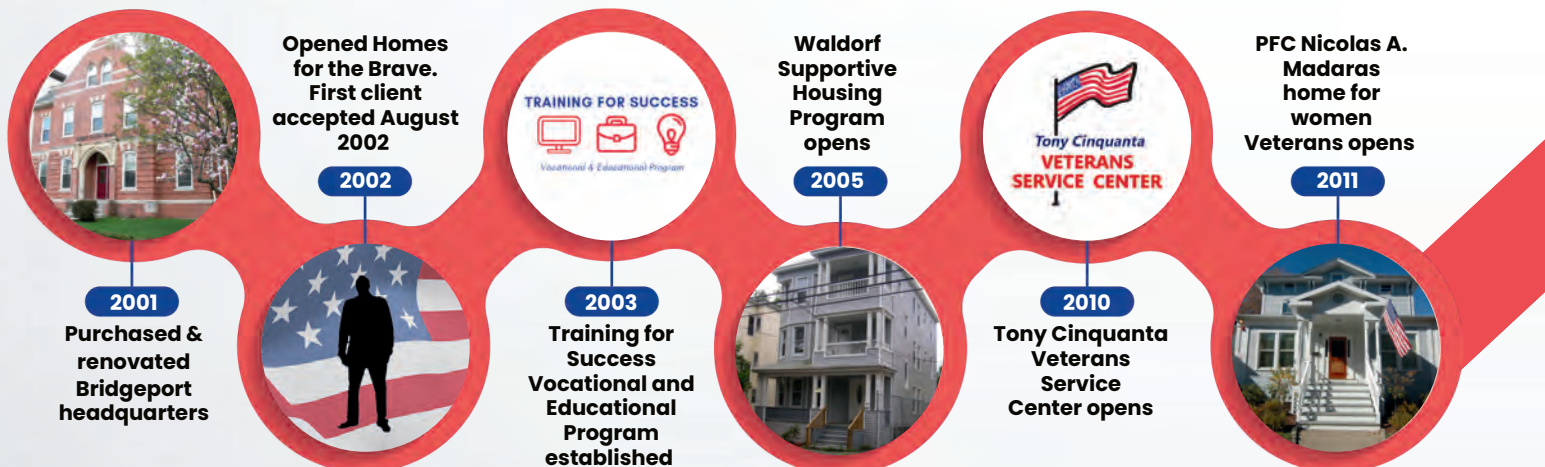 2001
Purchased &
renovated
Bridgeport
headquarters
Opened Homes
for the Brave.
First client
accepted August
2002
2002
TRAINING FOR SUCCESS
Vocational & Educational Program
2003
Training for
Success
Vocational and
Educational
Program
established
Waldorf
Supportive
Housing
Program
opens
2005
Tony Cinquanta
VETERANS
SERVICE CENTER
2010
Tony Cinquanta
Veterans
Service
Center opens
PFC Nicolas A.
Madaras
home for
women
Veterans opens
2011